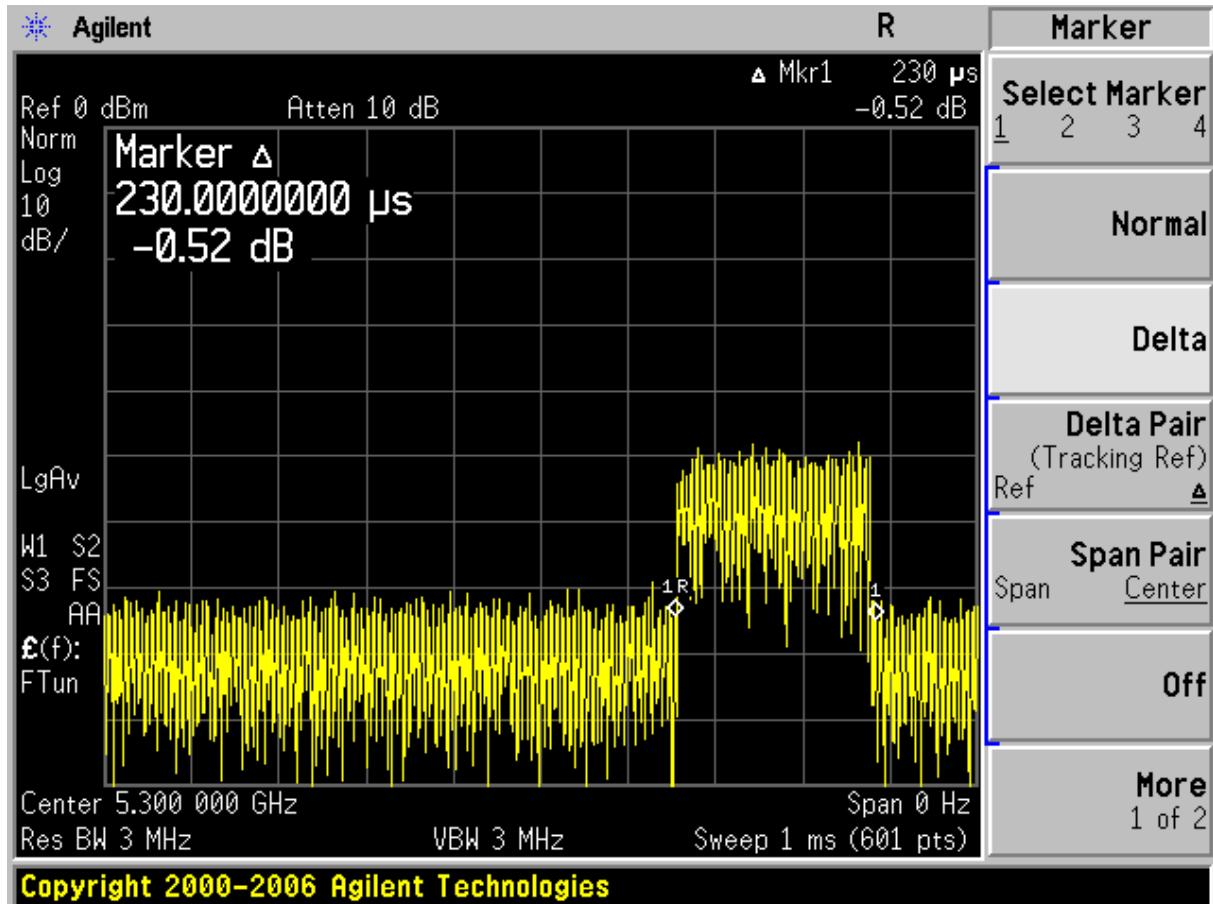 Agilent R Marker
Δ Mkr1 230 µs
Ref 0 dBm Atten 10 dB -0.52 dB
Norm
Log
10
dB/
Marker Δ
230.0000000 µs
-0.52 dB
LgAv
W1 S2
S3 FS
AA
£(f):
FTun
1R
1
Center 5.300 000 GHz Span 0 Hz
Res BW 3 MHz VBW 3 MHz Sweep 1 ms (601 pts)
Copyright 2000-2006 Agilent Technologies
Select Marker
1 2 3 4
Normal
Delta
Delta Pair
(Tracking Ref)
Ref Δ
Span Pair
Span Center
Off
More
1 of 2